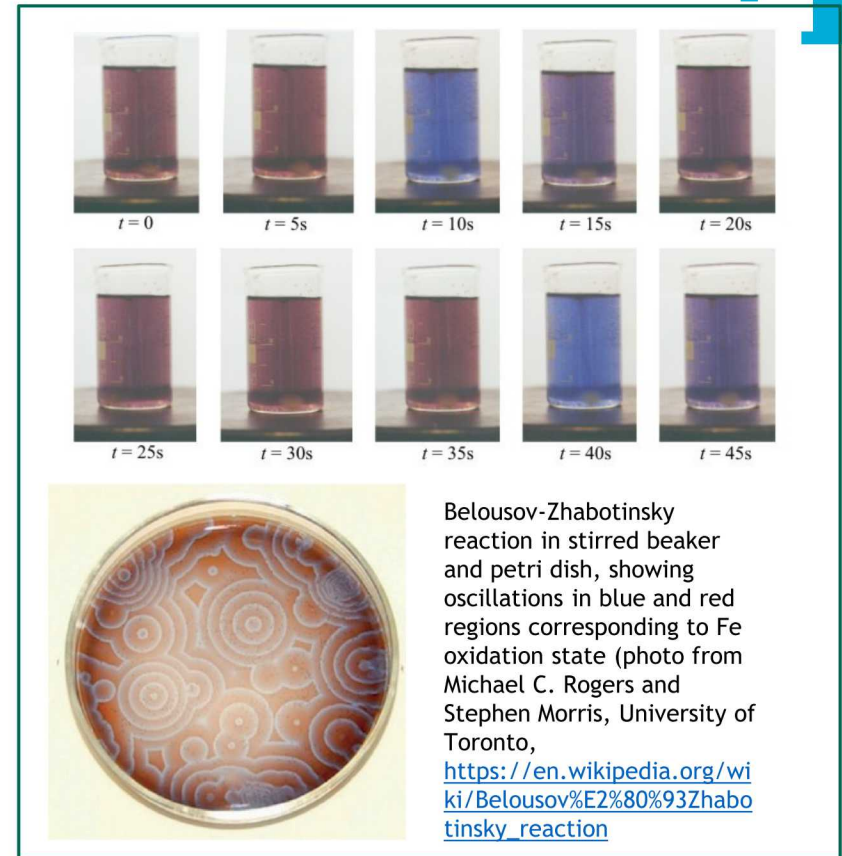 t = 0
t = 5s
t = 10s
t = 15s
t = 20s
t = 25s
t = 30s
t = 35s
t = 40s
t = 45s
Belousov-Zhabotinsky
reaction in stirred beaker
and petri dish, showing
oscillations in blue and red
regions corresponding to Fe
oxidation state (photo from
Michael C. Rogers and
Stephen Morris, University of
Toronto,
https://en.wikipedia.org/wi
ki/Belousov%E2%80%93Zhabo
tinsky_reaction